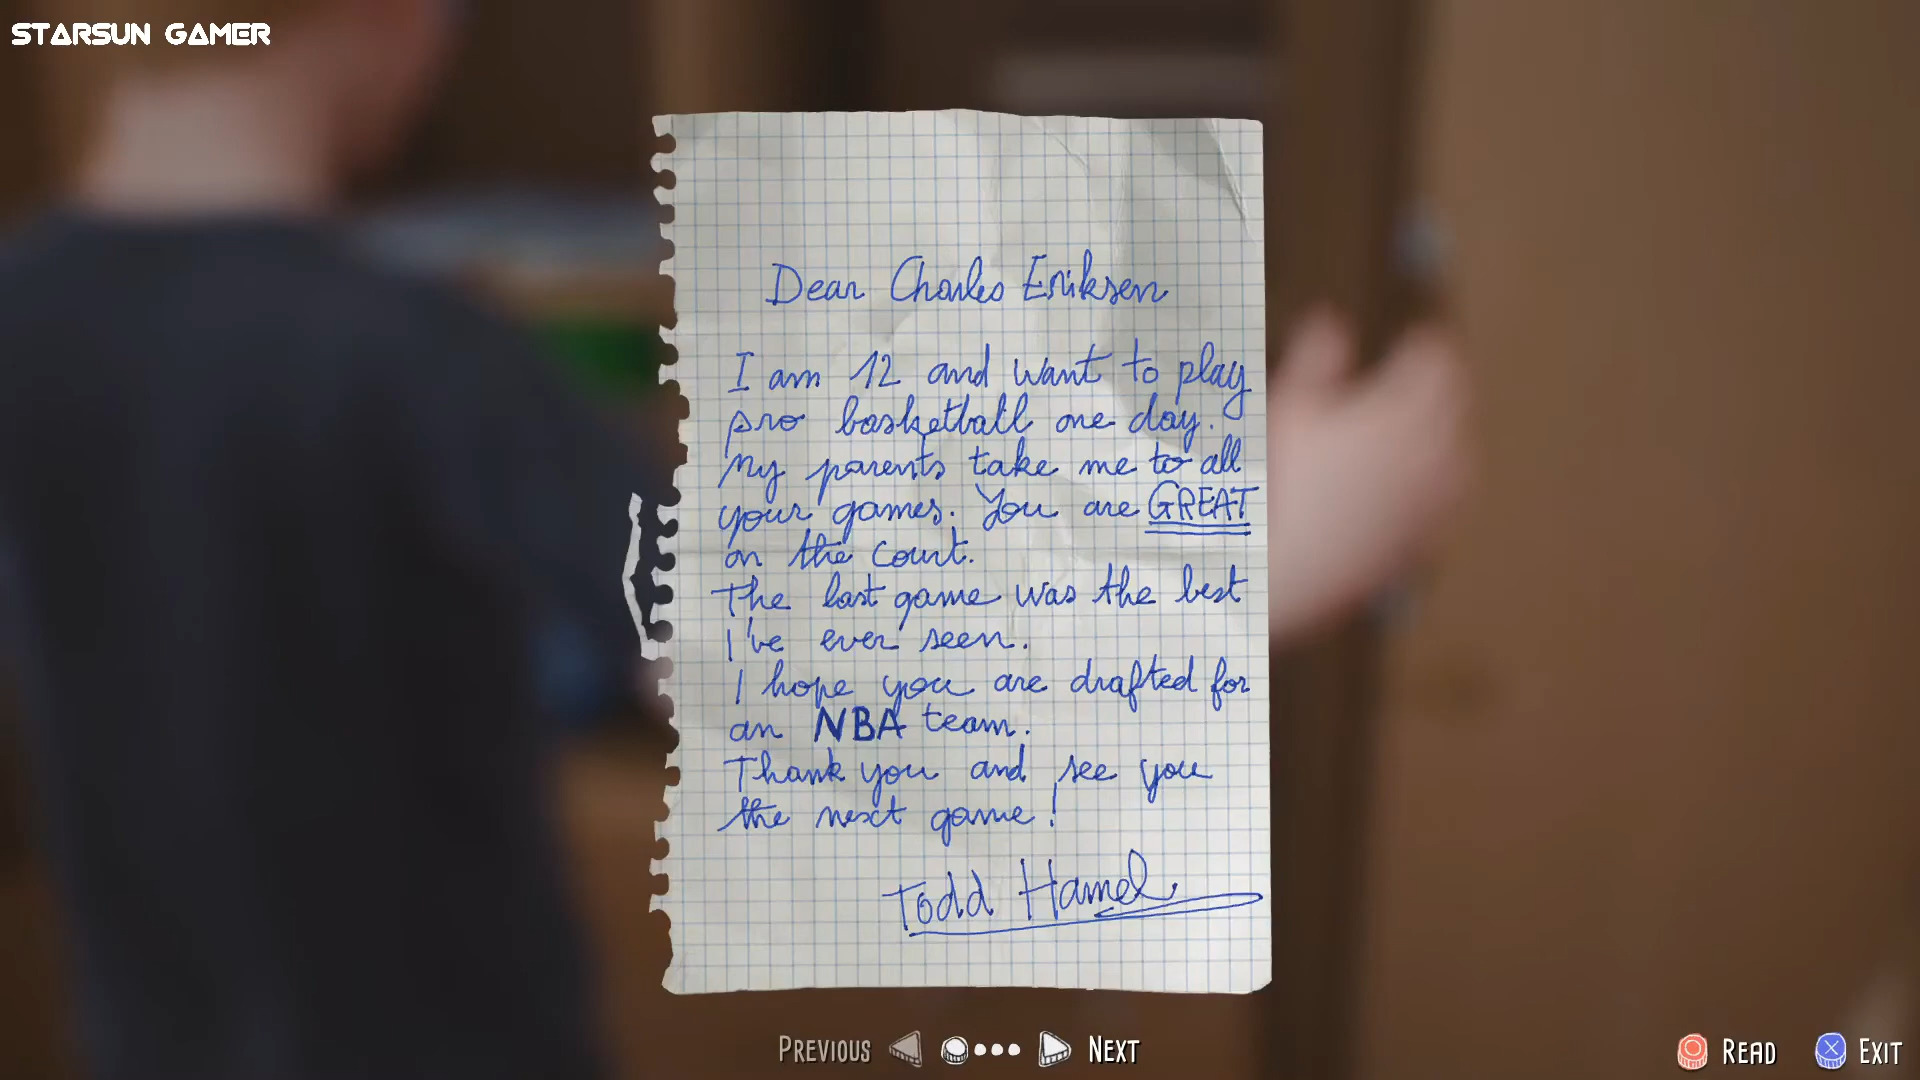 STARSUN GAMER
Dear Charles Eriksen
I am 12 and want to play
pro basketball one day.
My parents take me to all
your games. You are GREAT
on the court.
The last game was the best
I've ever seen.
I hope you are drafted for
an NBA team.
Thank you and see you
the next game!
Todd Hamel
PREVIOUS NEXT
READ EXIT